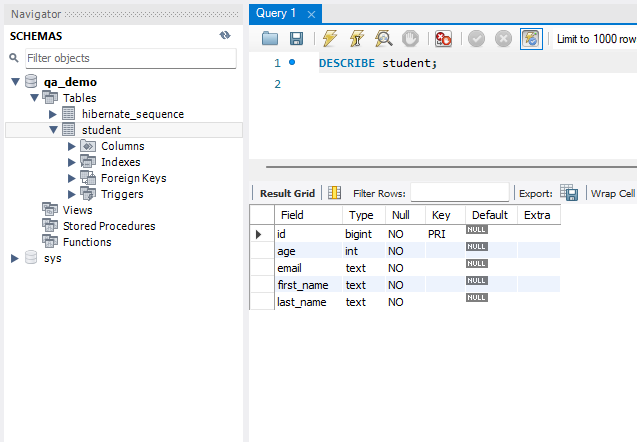 Navigator
SCHEMAS
Filter objects
qa_demo
Tables
hibernate_sequence
student
Columns
Indexes
Foreign Keys
Triggers
Views
Stored Procedures
Functions
sys
Query 1
Limit to 1000 row
1 DESCRIBE student;
2
Result Grid Filter Rows: Export: Wrap Cell
Field Type Null Key Default Extra
id bigint NO PRI NULL
age int NO NULL
email text NO NULL
first_name text NO NULL
last_name text NO NULL